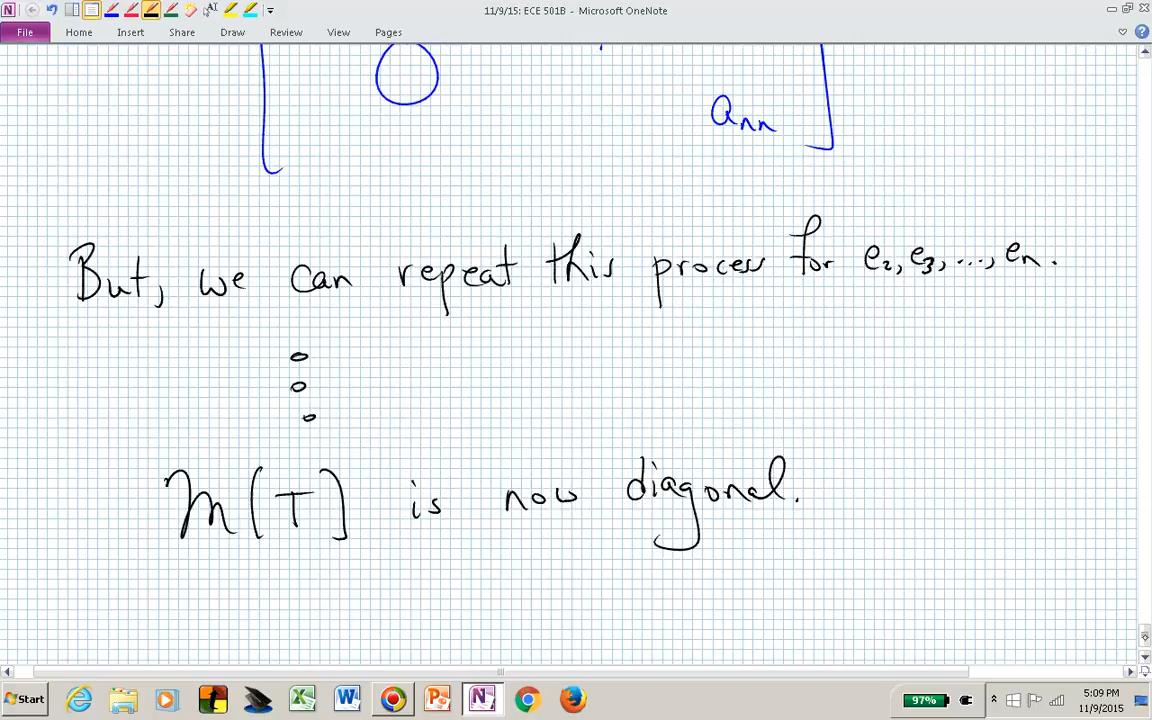 11/9/15: ECE 501B - Microsoft OneNote
File Home Insert Share Draw Review View Pages
O
ann
But, we can repeat this process for e2, e3, ..., en.
M(T) is now diagonal.
Start 97% 5:09 PM
11/9/2015